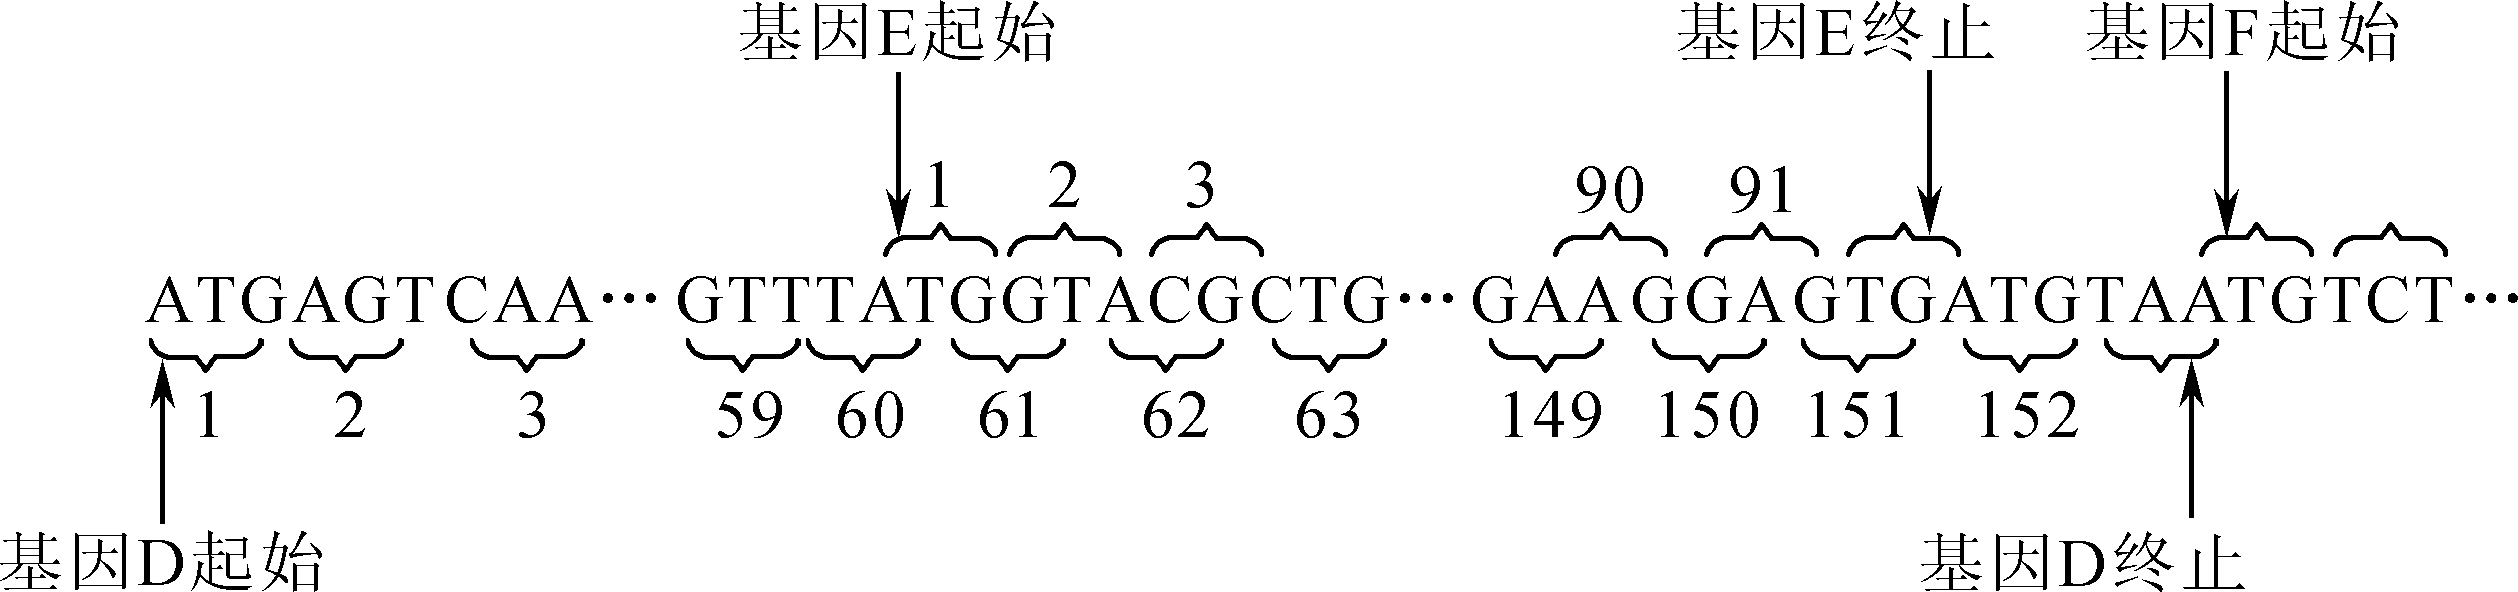 基因E起始 基因E终止 基因F起始
1 2 3 90 91
ATGAGTCAA···GTTTATGGTACGCTG···GAAGGAGTGATGTAATGTCT···
1 2 3 59 60 61 62 63 149 150 151 152
基因D起始 基因D终止